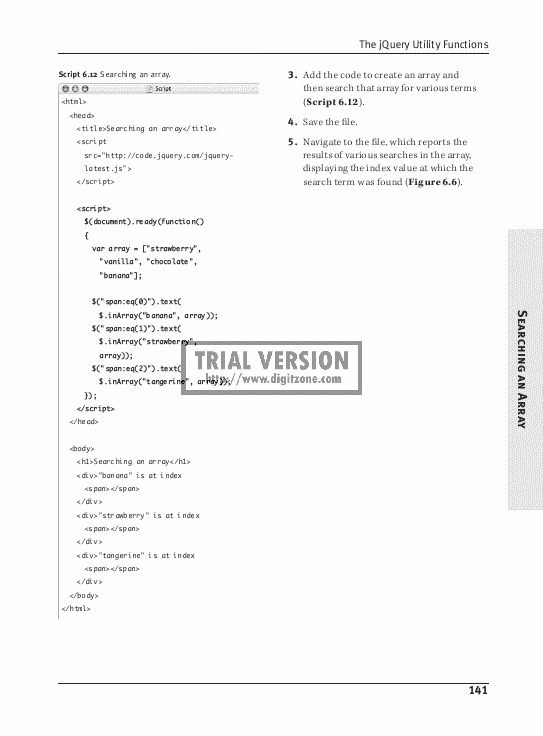 The jQuery Utility Functions
Script 6.12 Searching an array.
Script
<html>
<head>
<title>Searching an array</title>
<script
src="http://code.jquery.com/jquery-
latest.js">
</script>
<script>
$(document).ready(function()
{
var array = ["strawberry",
"vanilla", "chocolate",
"banana"];
$("span:eq(0)").text(
$.inArray("banana", array));
$("span:eq(1)").text(
$.inArray("strawberry",
array));
$("span:eq(2)").text(
$.inArray("tangerine", array));
});
</script>
</head>
<body>
<h1>Searching an array</h1>
<div>"banana" is at index
<span></span>
</div>
<div>"strawberry" is at index
<span></span>
</div>
<div>"tangerine" is at index
<span></span>
</div>
</body>
</html>
3. Add the code to create an array and
then search that array for various terms
(Script 6.12).
4. Save the file.
5. Navigate to the file, which reports the
results of various searches in the array,
displaying the index value at which the
search term was found (Figure 6.6).
TRIAL VERSION
http://www.digitzone.com
SEARCHING AN ARRAY
141